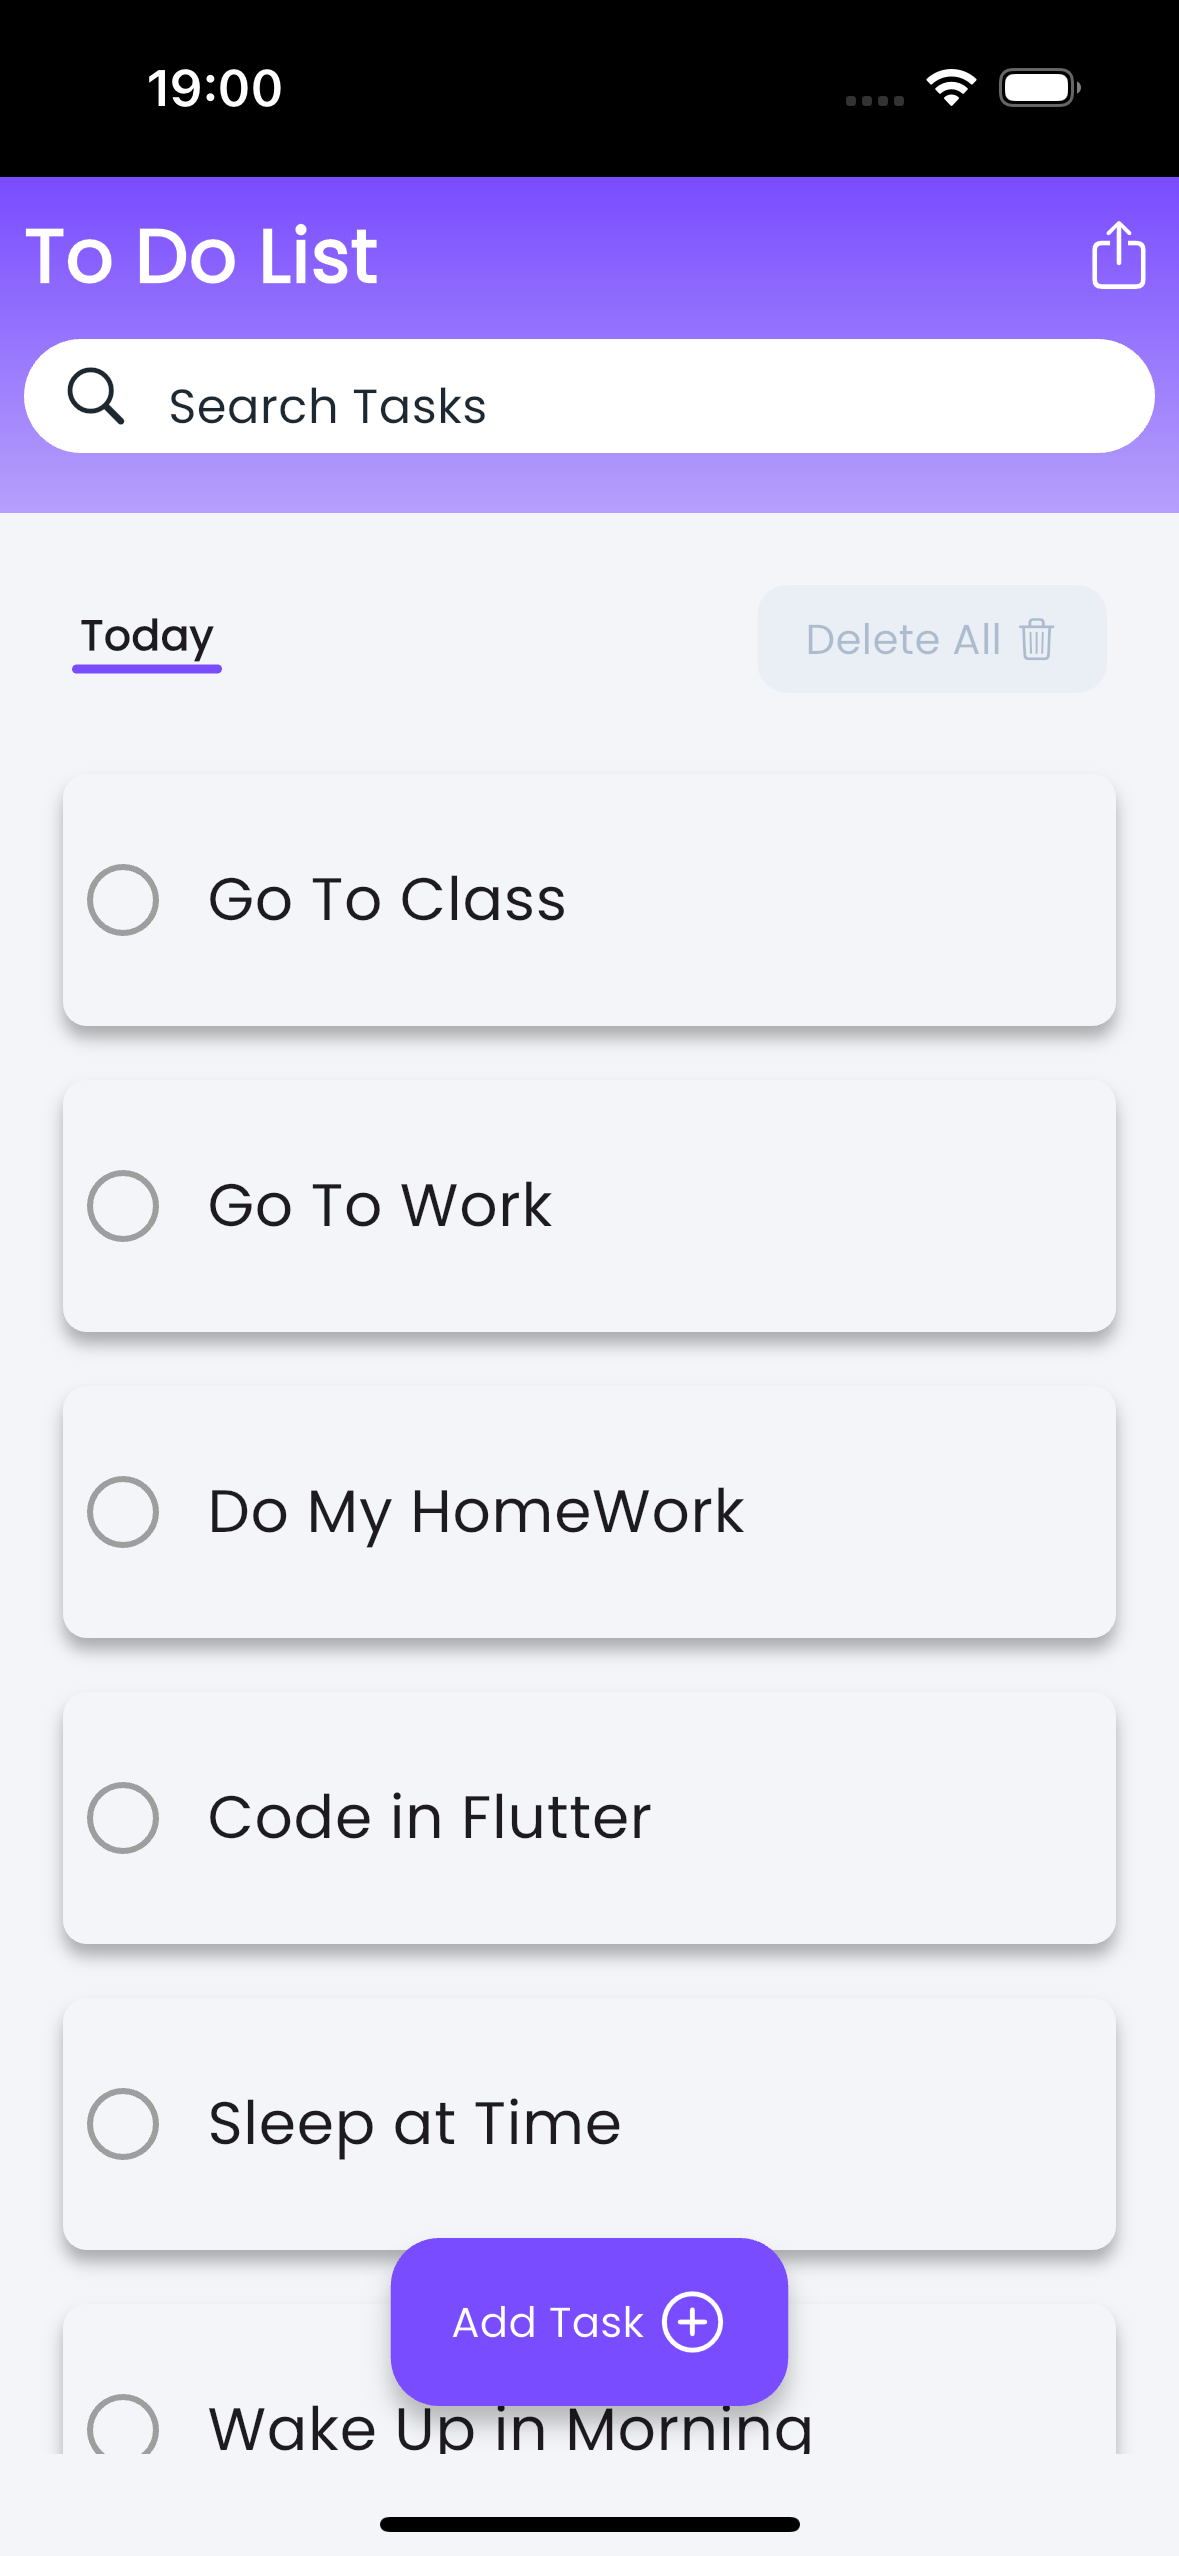 19:00
To Do List
Search Tasks
Today
Delete All
Go To Class
Go To Work
Do My HomeWork
Code in Flutter
Sleep at Time
Add Task
Wake Up in Morning